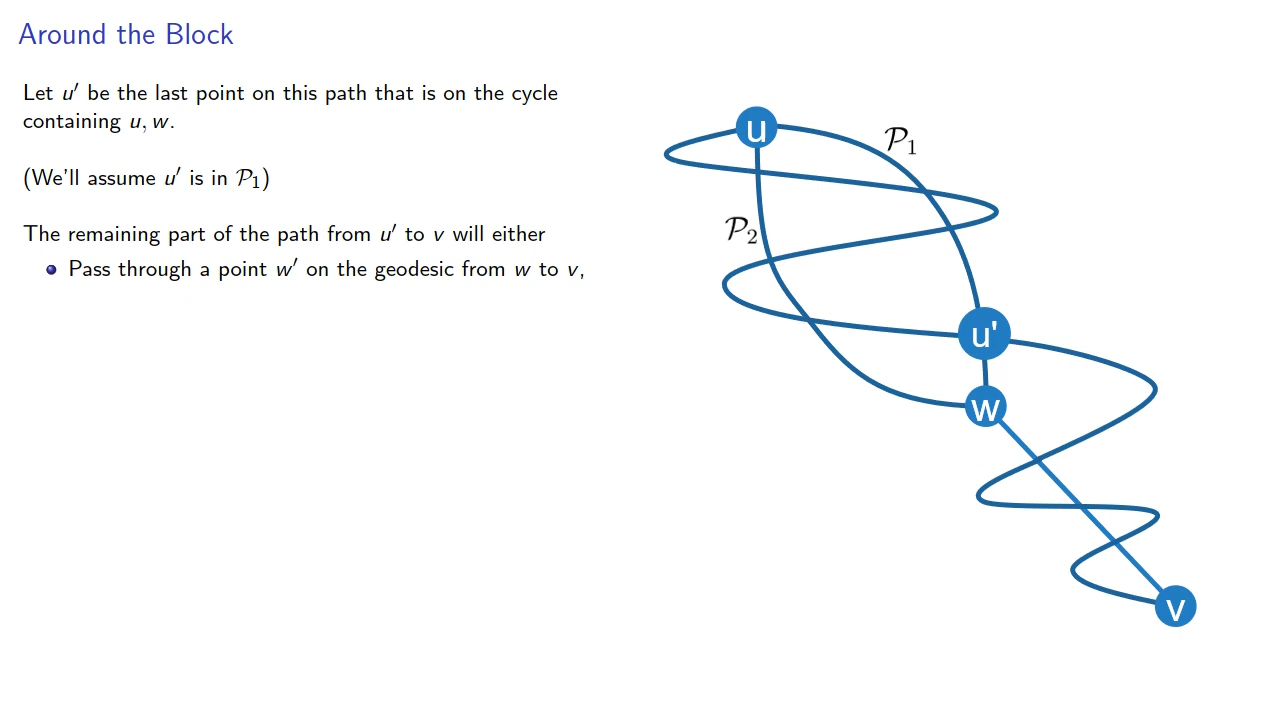 Around the Block
Let u′ be the last point on this path that is on the cycle
containing u, w.
(We'll assume u′ is in 𝒫₁)
The remaining part of the path from u′ to v will either
Pass through a point w′ on the geodesic from w to v,
u
𝒫₁
𝒫₂
u'
w
v